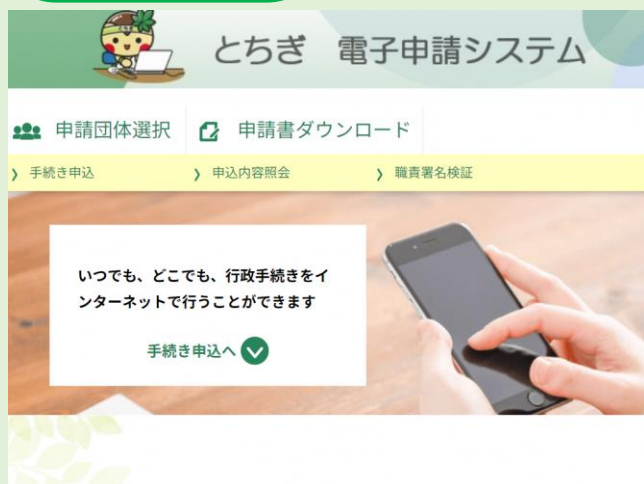 とちぎ 電子申請システム
申請団体選択 申請書ダウンロード
手続き申込 申込内容照会 職責署名検証
いつでも、どこでも、行政手続きをイ
ンターネットで行うことができます
手続き申込へ